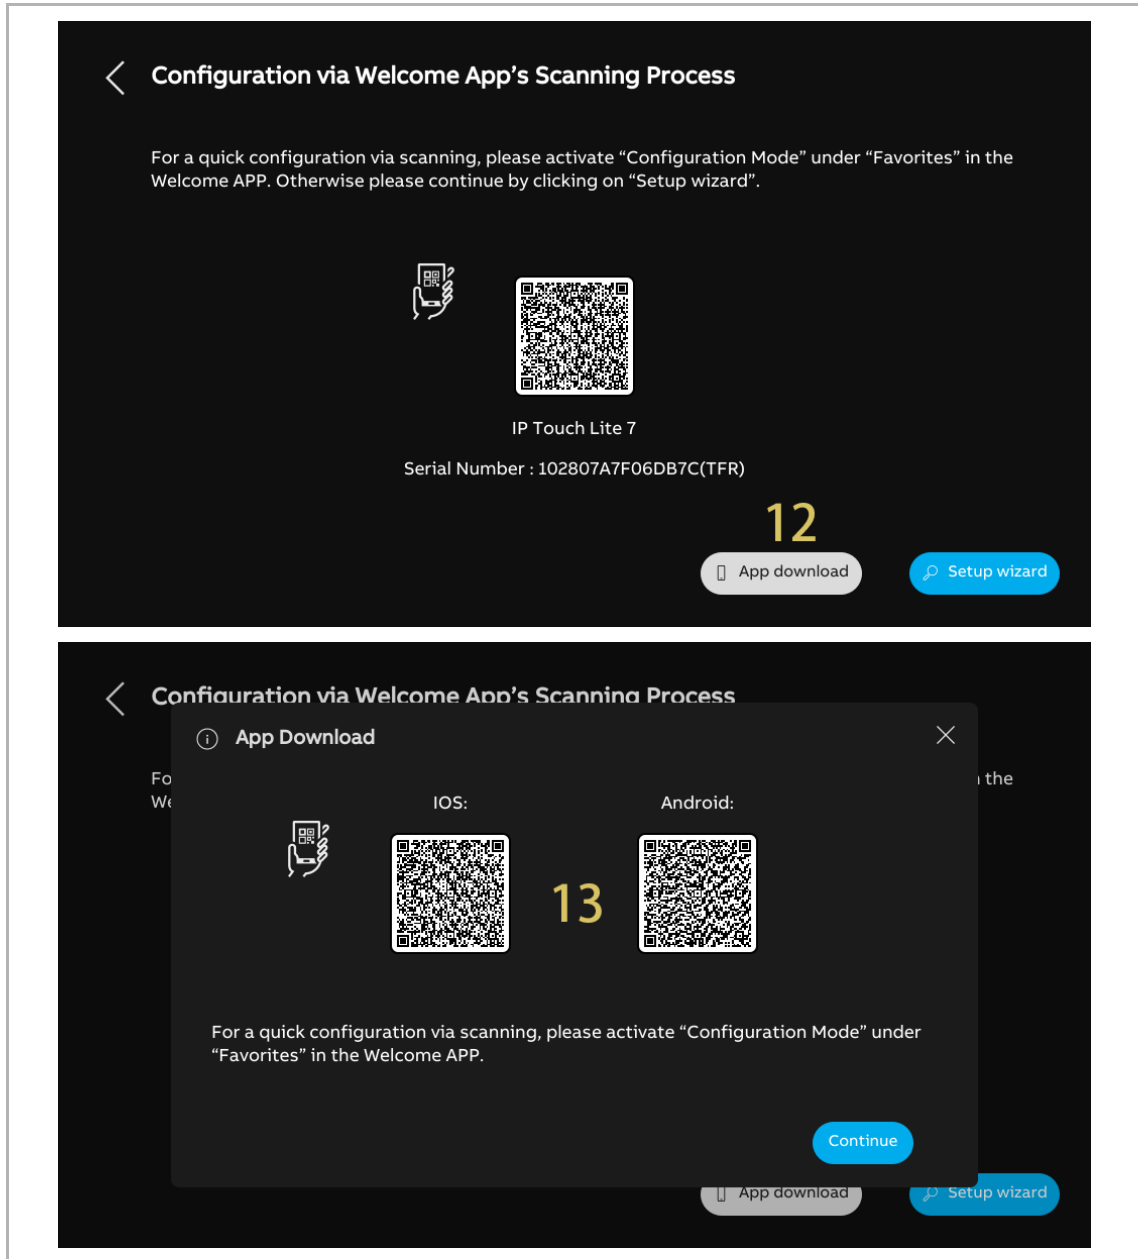 Configuration via Welcome App's Scanning Process
For a quick configuration via scanning, please activate “Configuration Mode” under “Favorites” in the
Welcome APP. Otherwise please continue by clicking on “Setup wizard”.
IP Touch Lite 7
Serial Number : 102807A7F06DB7C(TFR)
12
App download
Setup wizard
Configuration via Welcome App's Scanning Process
App Download
Fo
the
We
IOS:
Android:
13
For a quick configuration via scanning, please activate “Configuration Mode” under
“Favorites” in the Welcome APP.
Continue
App download
Setup wizard